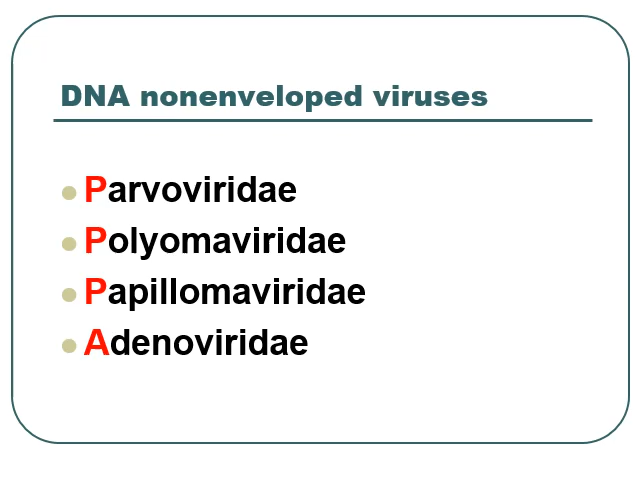 DNA nonenveloped viruses
Parvoviridae
Polyomaviridae
Papillomaviridae
Adenoviridae